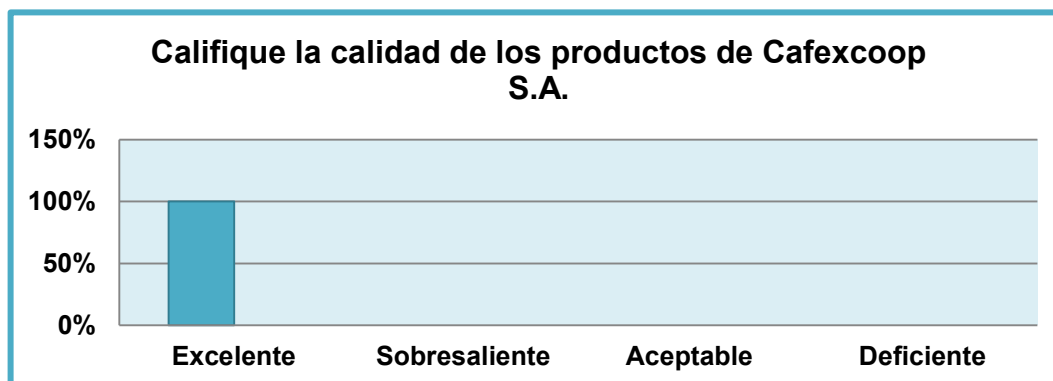 Califique la calidad de los productos de Cafexcoop
S.A.
150%
100%
50%
0%
Excelente Sobresaliente Aceptable Deficiente